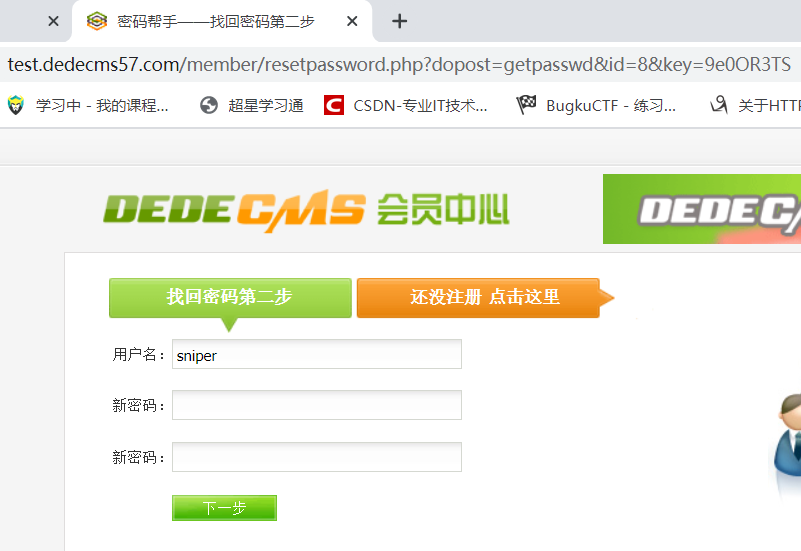 密码帮助——找回密码第二步
test.dedecms57.com/member/resetpassword.php?dopost=getpasswd&id=8&key=9e0OR3TS
学习中 - 我的课程... 超星学习通 CSDN-专业IT技术... BugkuCTF - 练习... 关于HTTP
DEDECMS 会员中心 DEDEC
找回密码第二步 还没注册 点击这里
用户名： sniper
新密码：
新密码：
下一步